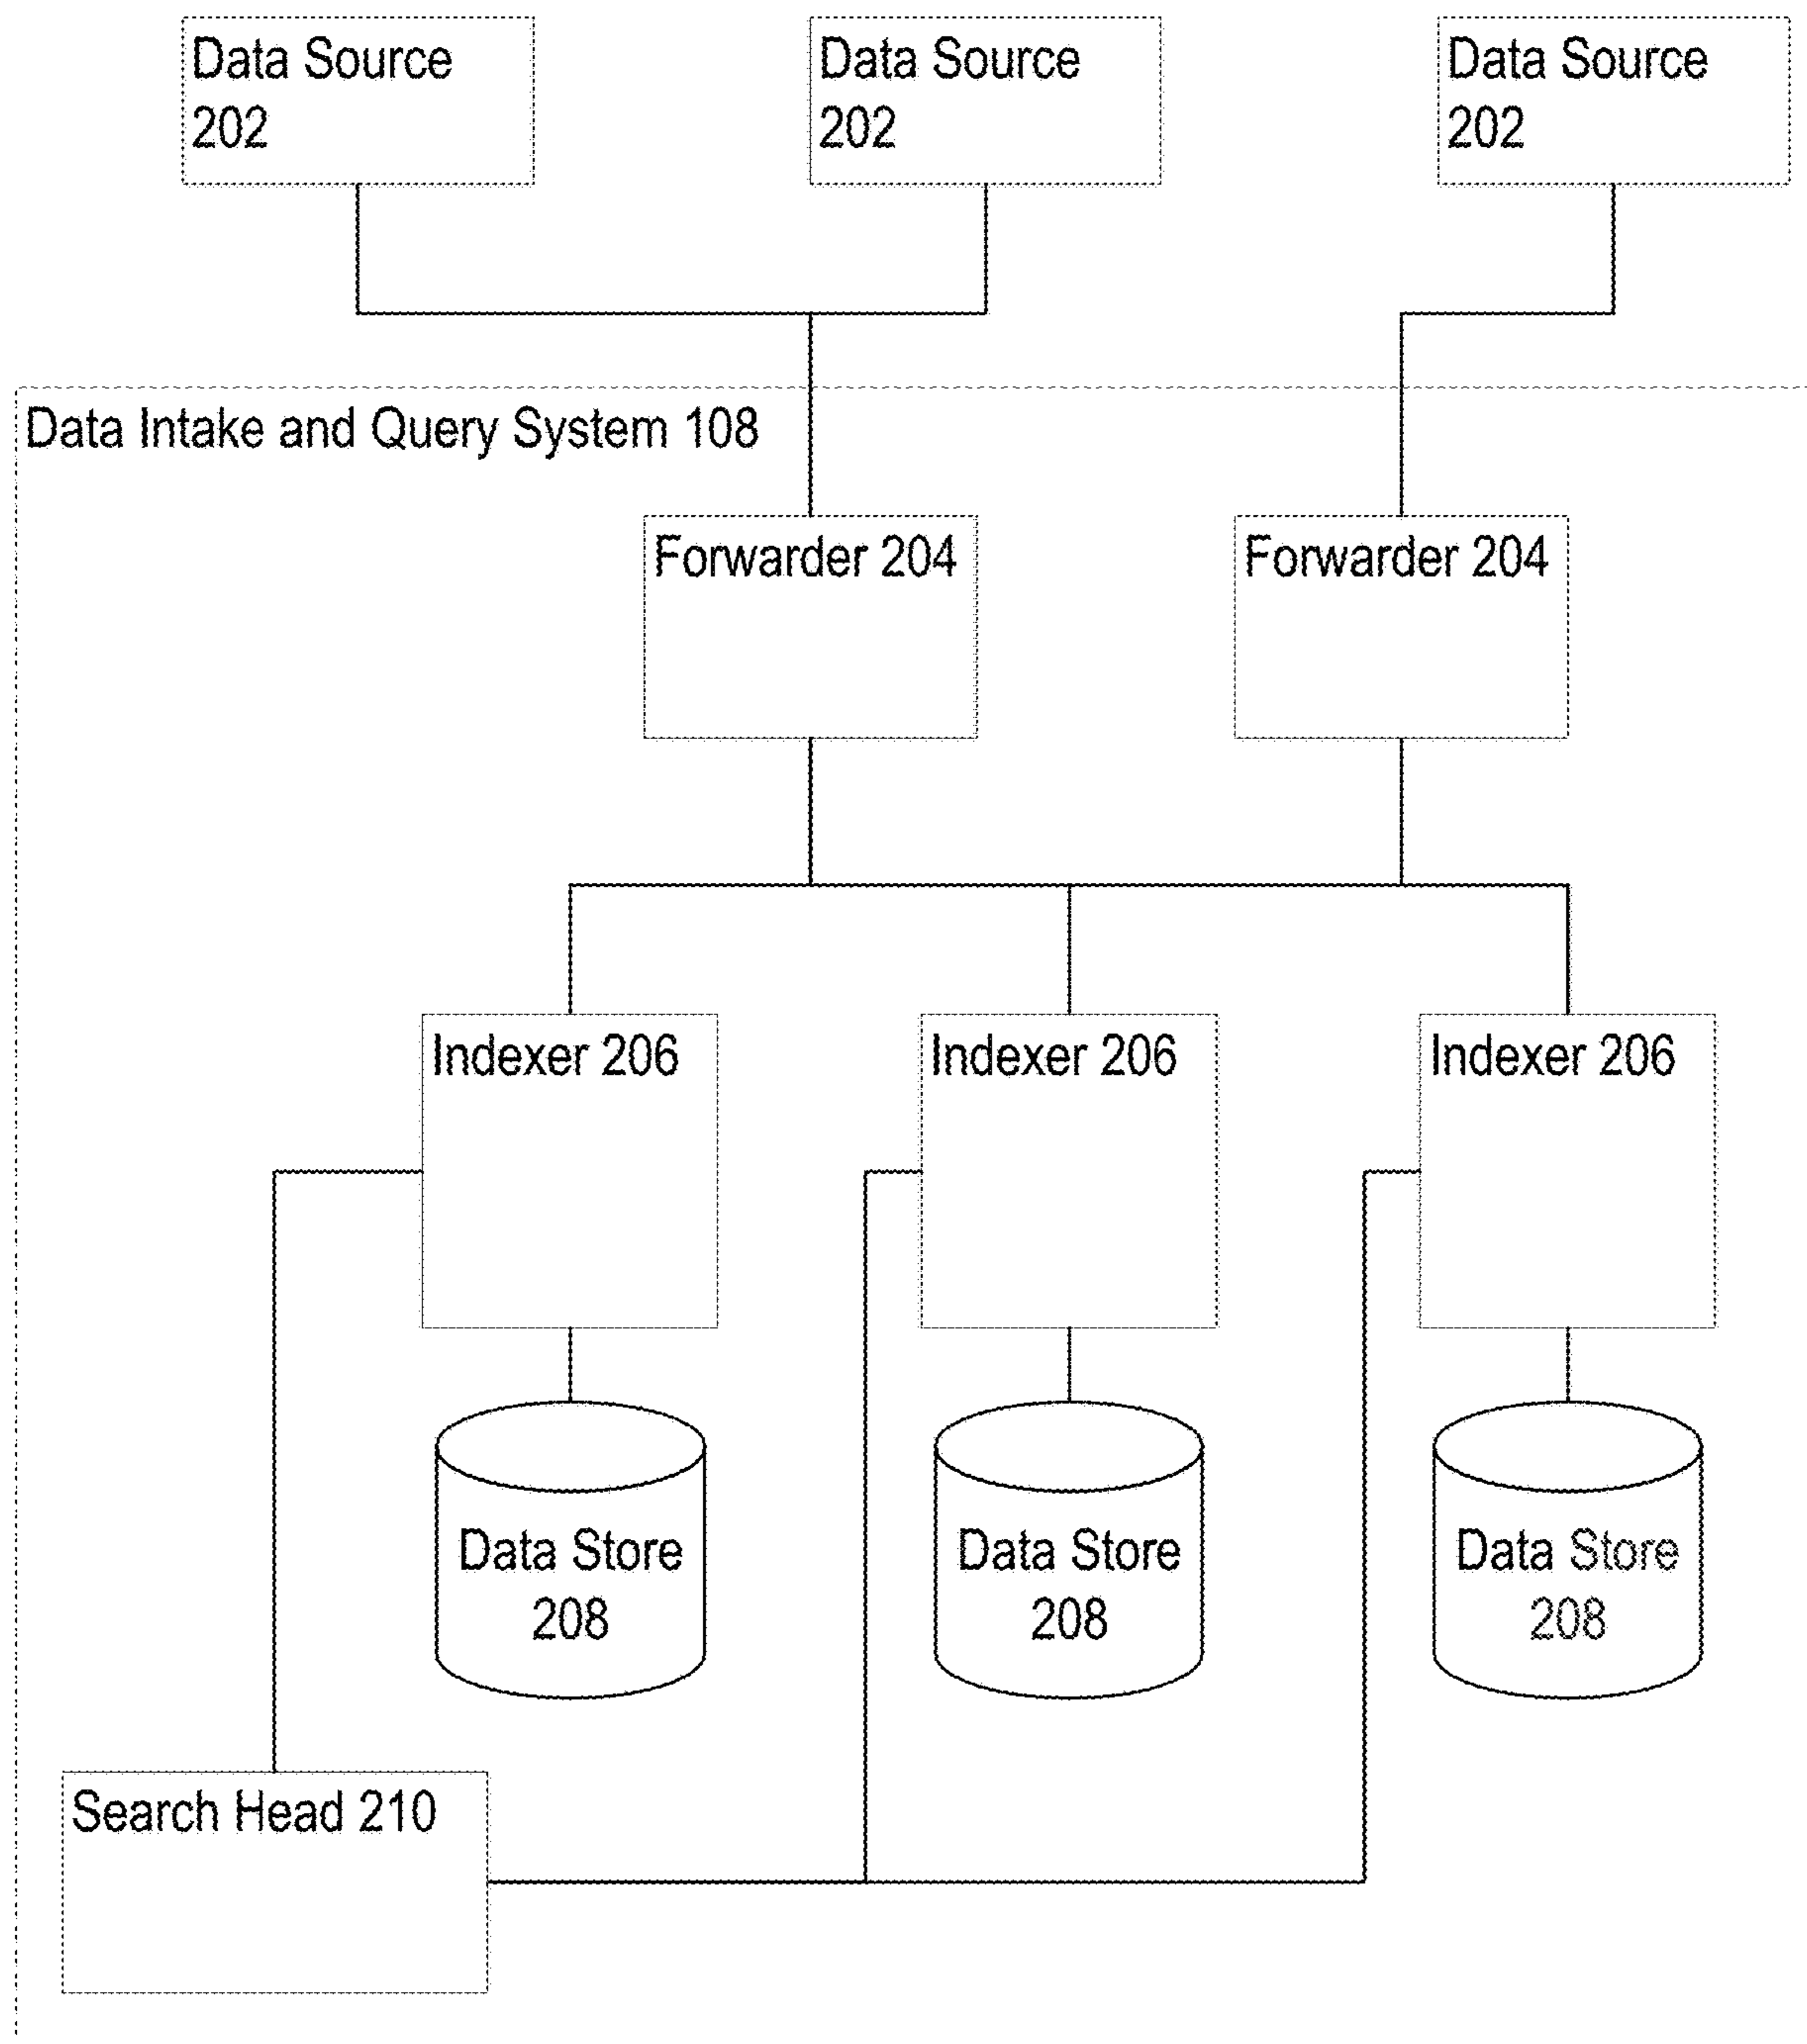 Data Source
202
Data Source
202
Data Source
202
Data Intake and Query System 108
Forwarder 204
Forwarder 204
Indexer 206
Indexer 206
Indexer 206
Data Store
208
Data Store
208
Data Store
208
Search Head 210